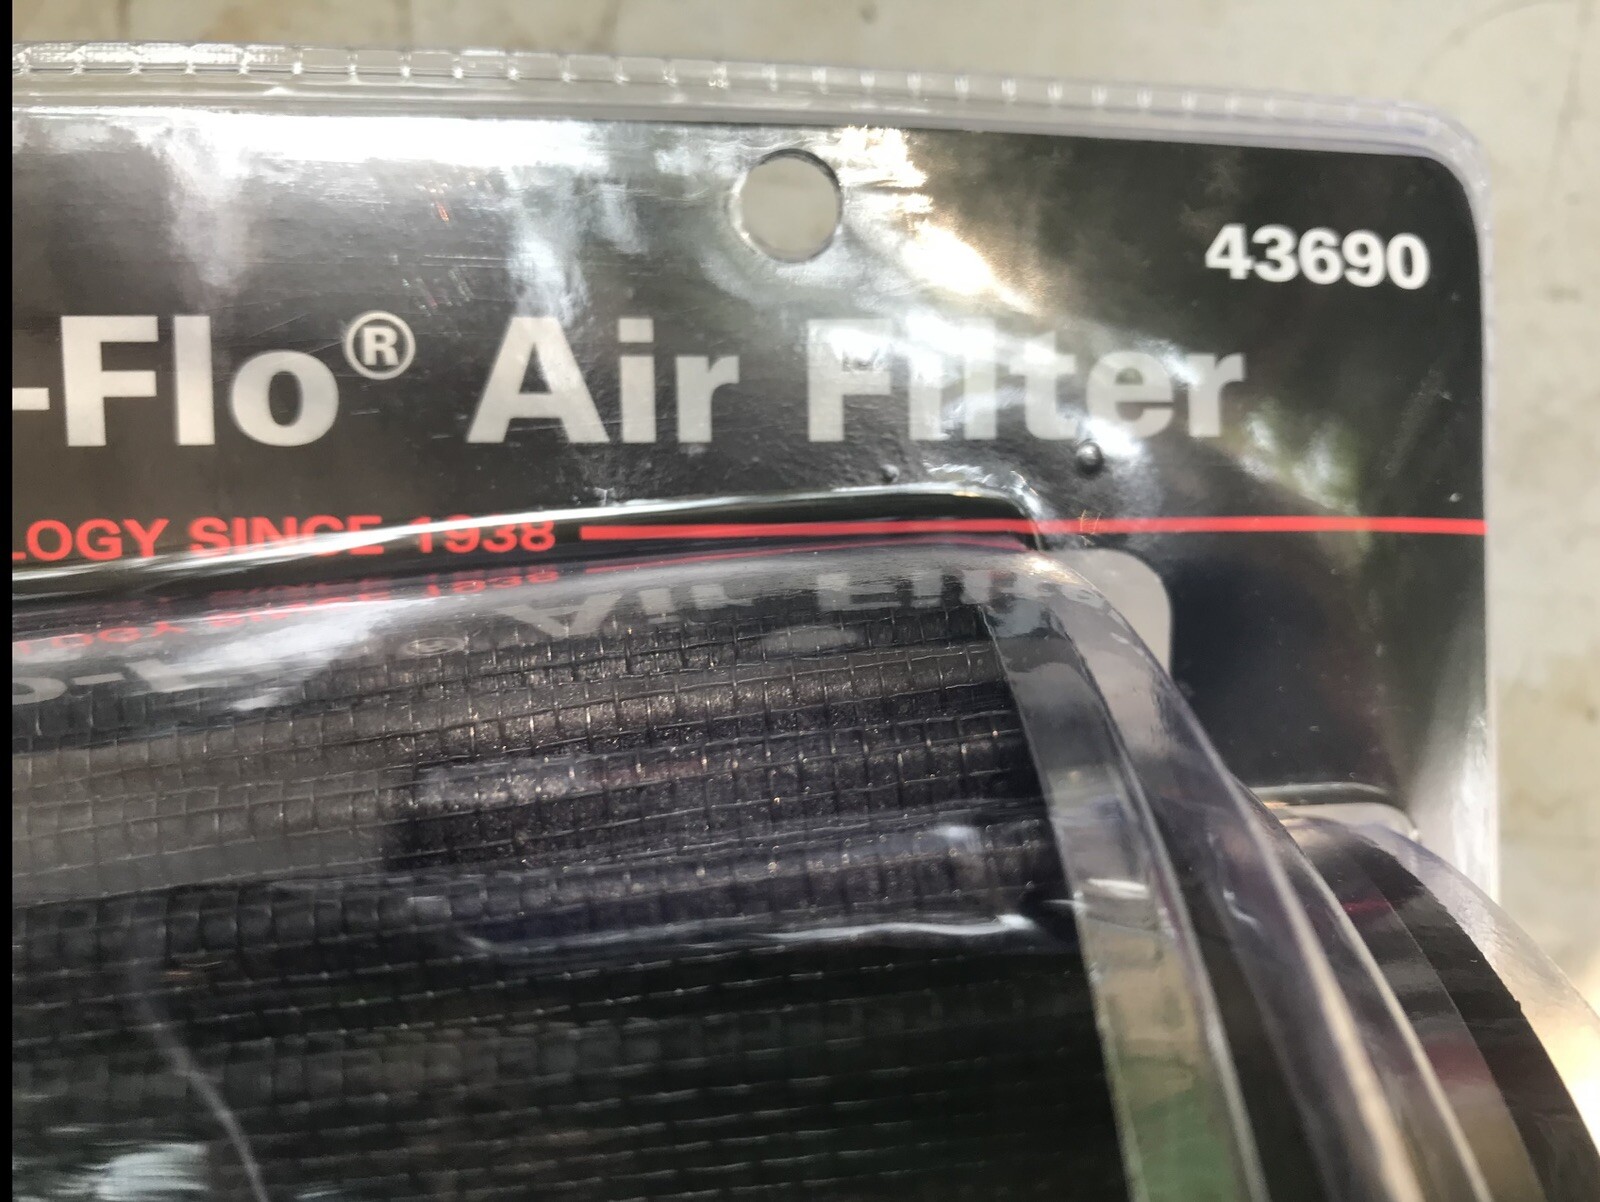 43690
-Flo® Air Filter
LOGY SINCE 1938